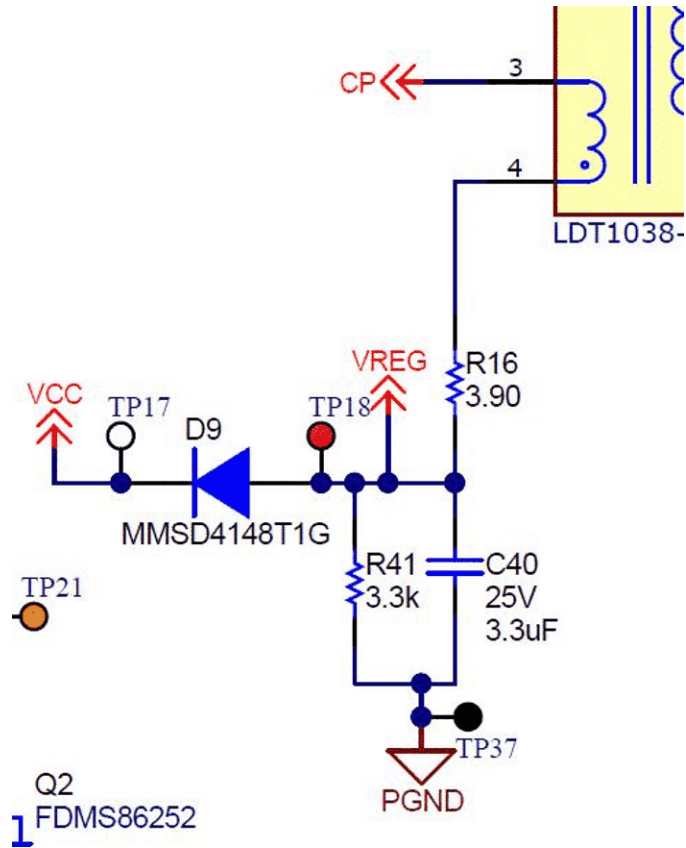 3
CP
4
LDT1038-
VREG
R16
3.90
VCC
TP17
D9
TP18
MMSD4148T1G
R41
3.3k
C40
25V
3.3uF
TP21
TP37
PGND
Q2
FDMS86252